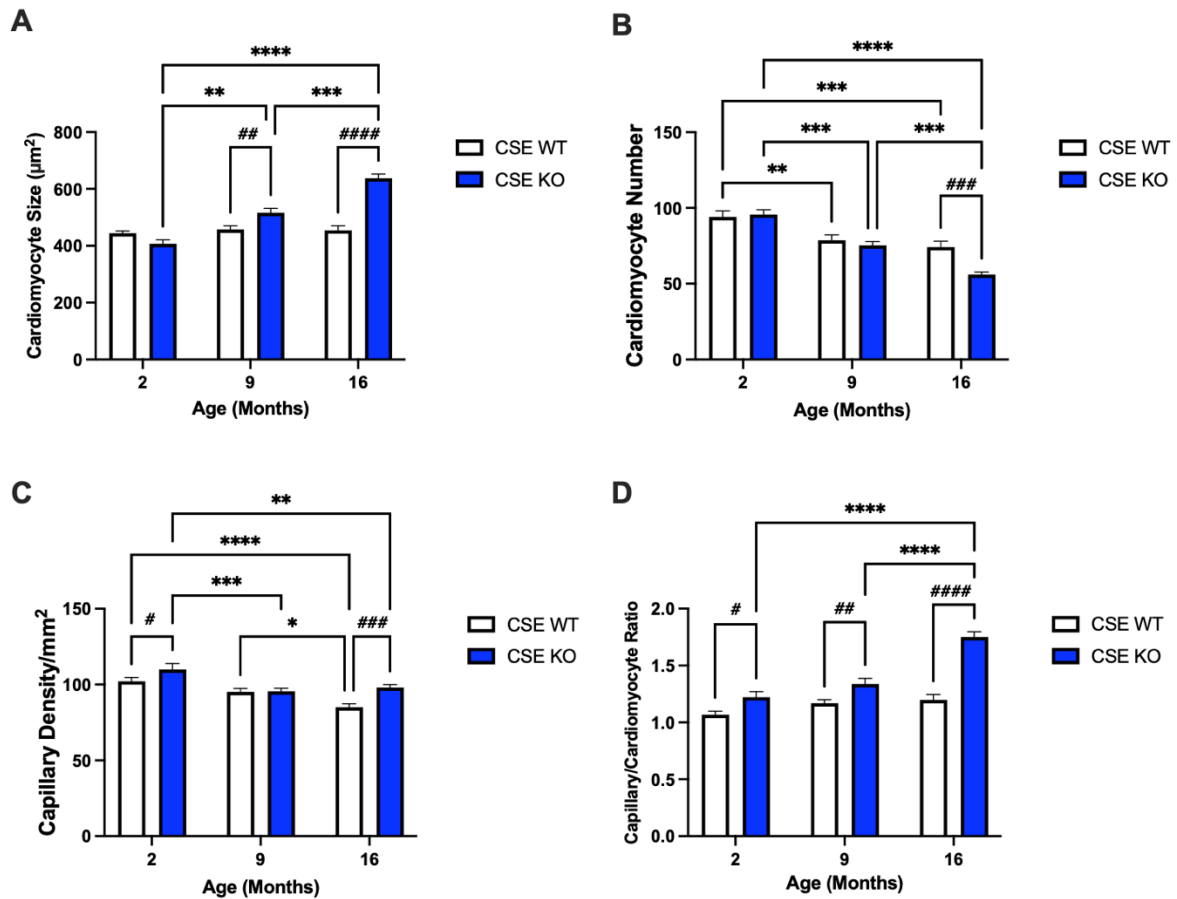 A
****
**
***
##
####
800
600
400
200
0
Cardiomyocyte Size (µm²)
2
9
16
Age (Months)
CSE WT
CSE KO
B
****
***
***
***
**
###
150
100
50
0
Cardiomyocyte Number
2
9
16
Age (Months)
CSE WT
CSE KO
C
**
****
***
*
#
###
150
100
50
0
Capillary Density/mm²
2
9
16
Age (Months)
CSE WT
CSE KO
D
****
****
#
##
####
2.0
1.5
1.0
0.5
0.0
Capillary/Cardiomyocyte Ratio
2
9
16
Age (Months)
CSE WT
CSE KO